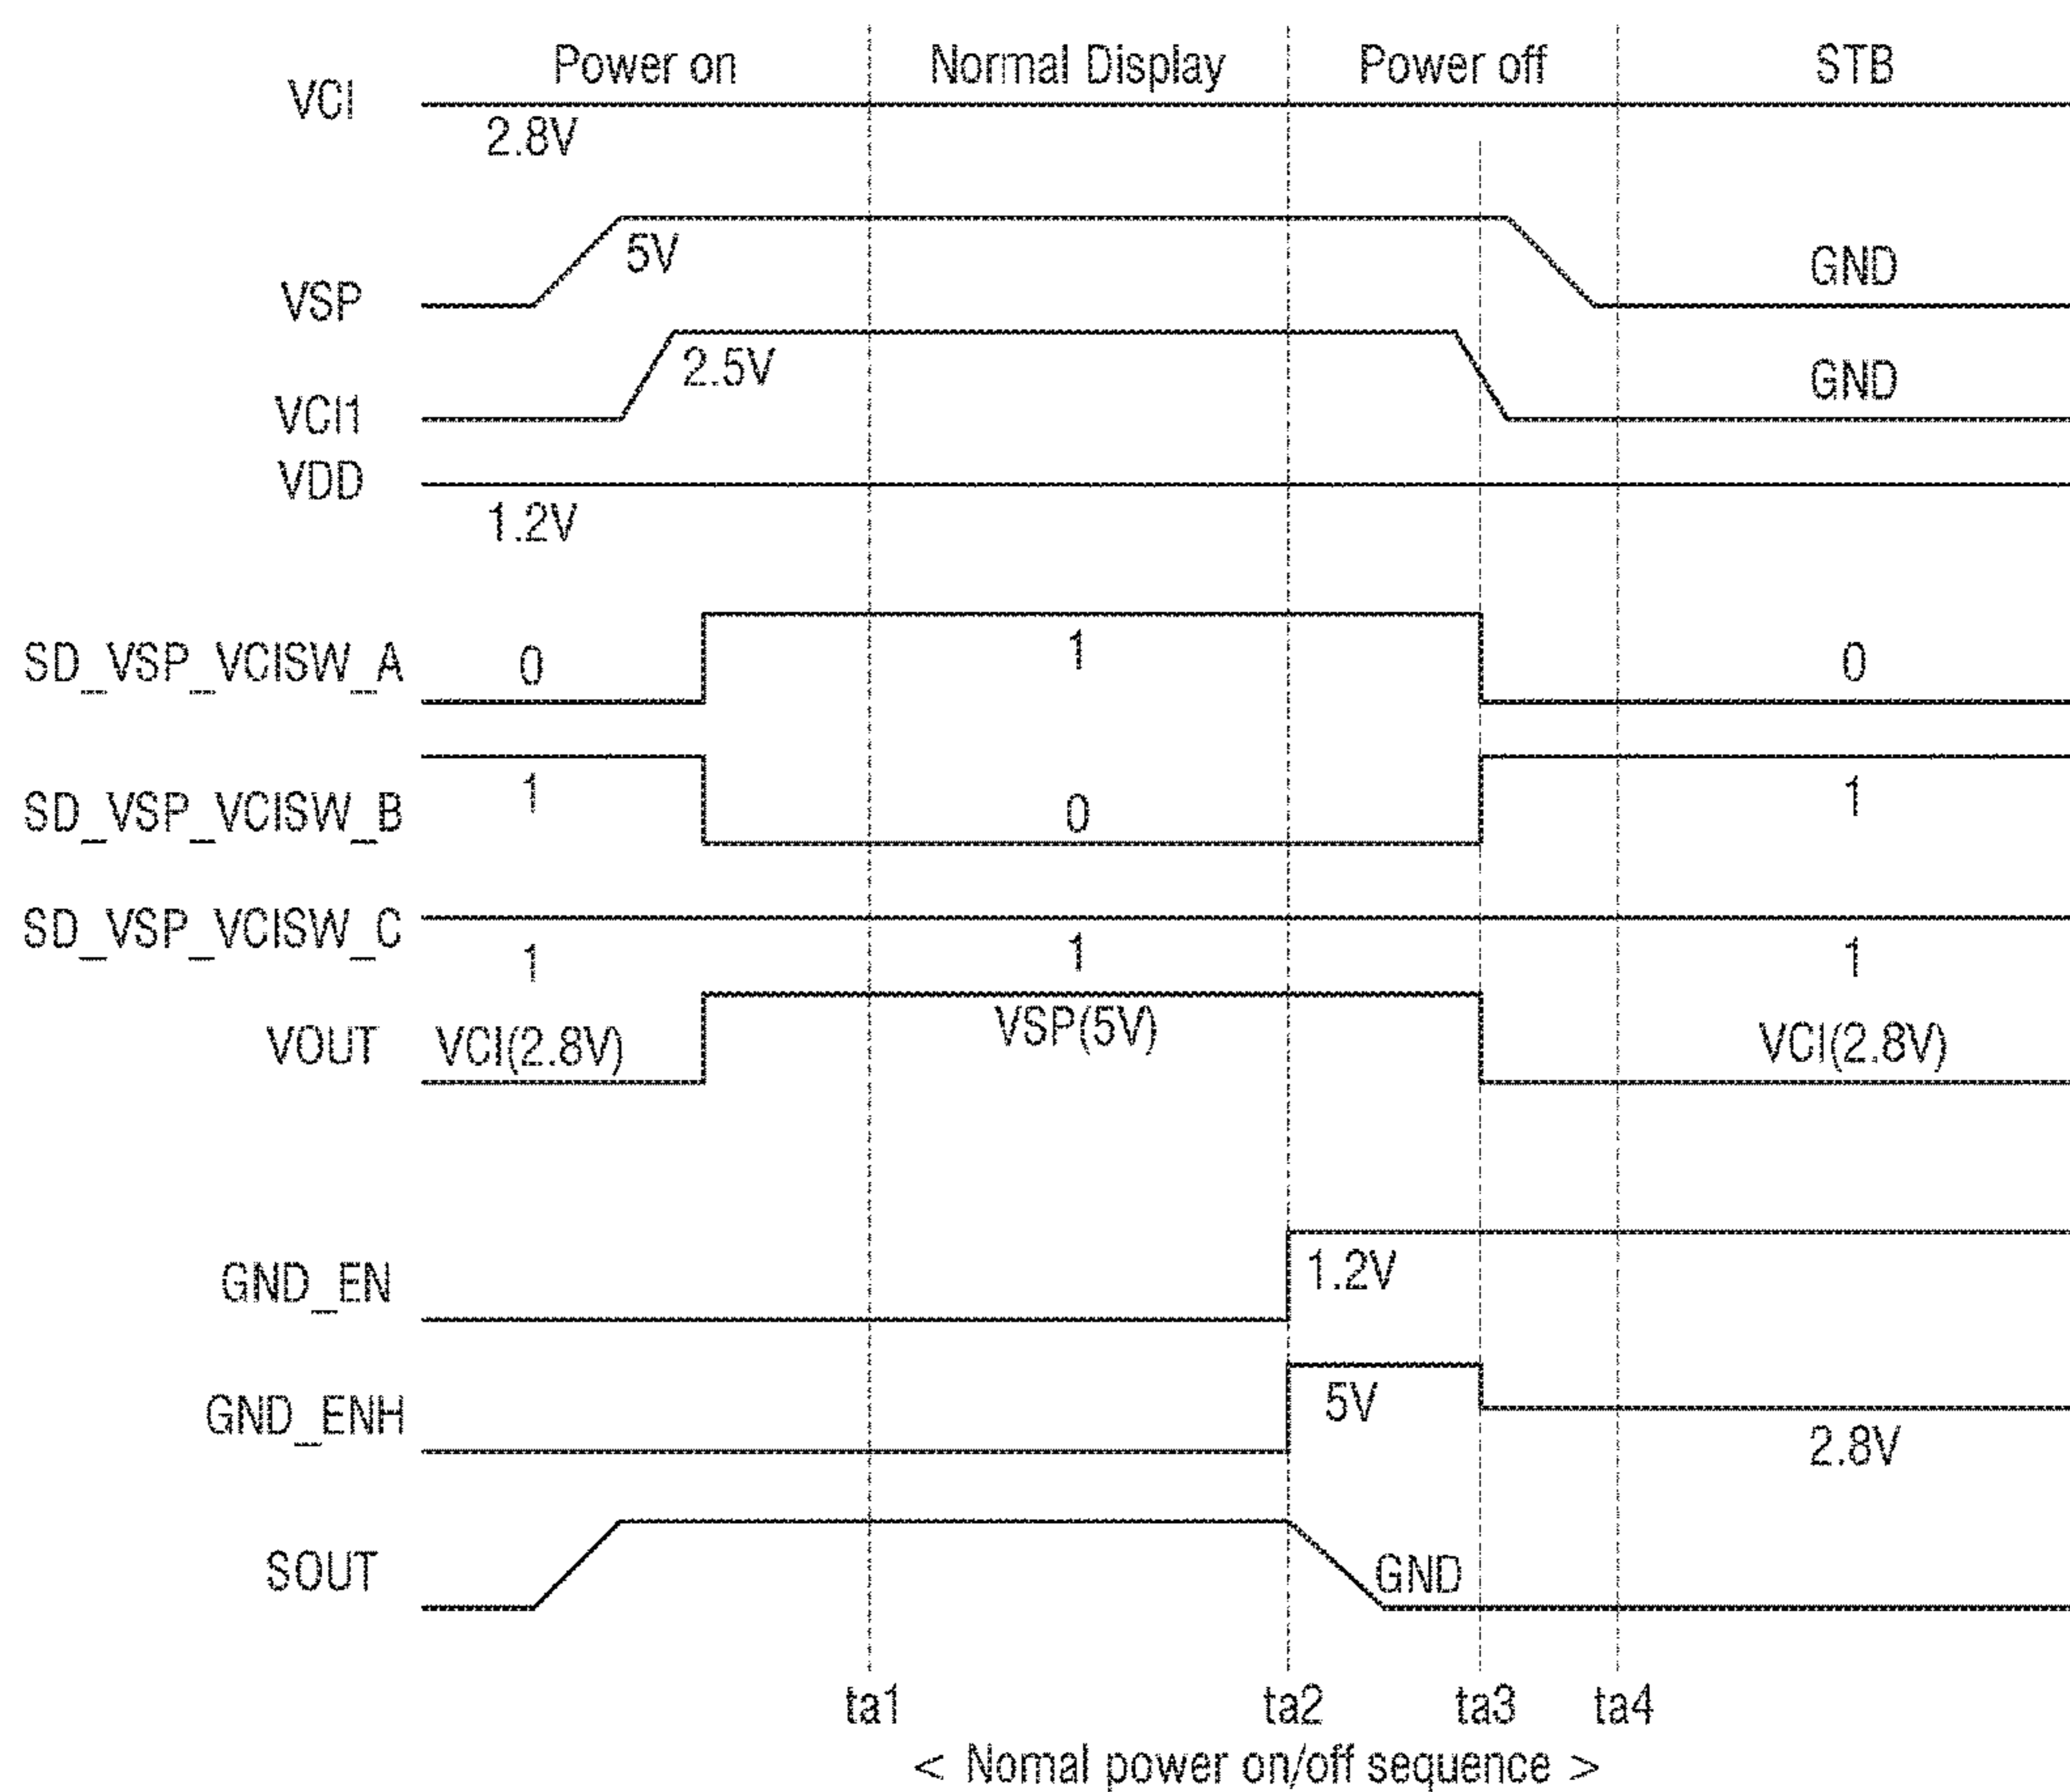 Power on Normal Display Power off STB
VCI
2.8V
5V
VSP GND
2.5V
VCI1 GND
VDD
1.2V
SD_VSP_VCISW_A 0 1 0
SD_VSP_VCISW_B 1 0 1
SD_VSP_VCISW_C
1 1 1
VOUT VCI(2.8V) VSP(5V) VCI(2.8V)
GND_EN 1.2V
GND_ENH 5V
2.8V
SOUT GND
ta1 ta2 ta3 ta4
< Nomal power on/off sequence >